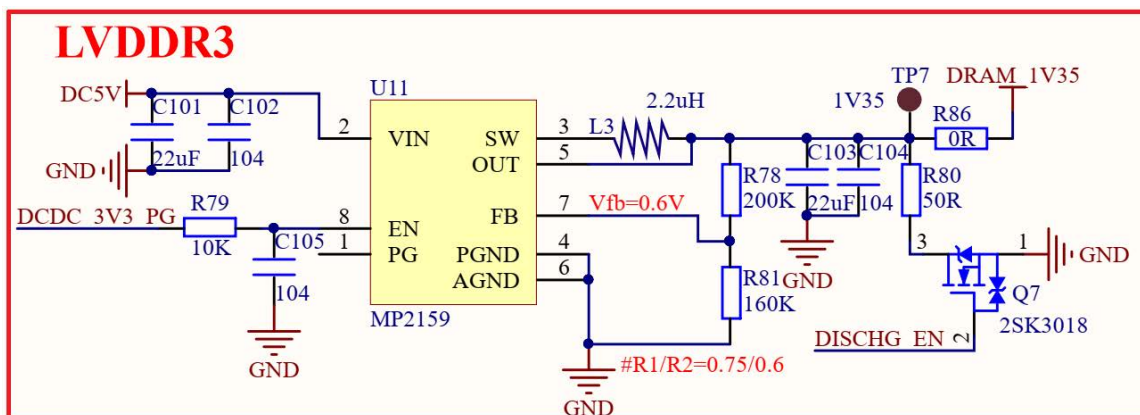 LVDDR3
DC5V
C101
C102
22uF
104
GND
DCDC_3V3_PG
R79
10K
C105
104
GND
U11
2
VIN
8
EN
1
PG
SW
3
OUT
5
FB
7
PGND
4
AGND
6
MP2159
L3
2.2uH
Vfb=0.6V
R78
200K
R81
160K
#R1/R2=0.75/0.6
GND
C103
C104
22uF
104
GND
TP7
1V35
R86
0R
DRAM_1V35
R80
50R
3
1
GND
Q7
2SK3018
2
DISCHG_EN